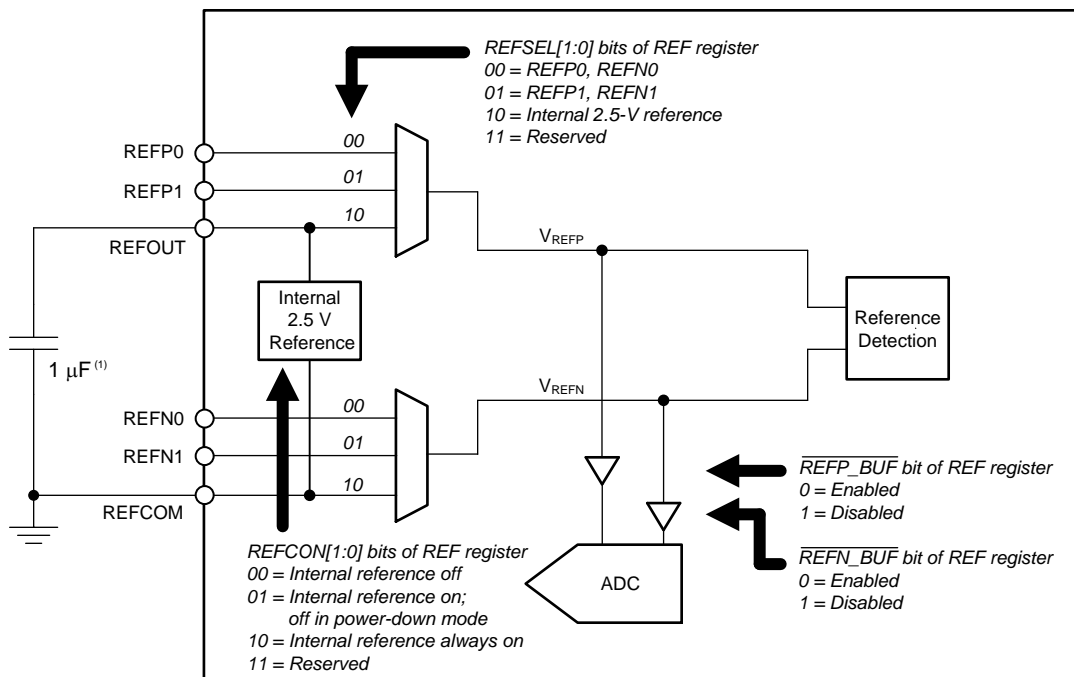 REFSEL[1:0] bits of REF register
00 = REFP0, REFN0
01 = REFP1, REFN1
10 = Internal 2.5-V reference
11 = Reserved
REFP0
00
REFP1
01
REFOUT
10
V_REFP
Internal
2.5 V
Reference
Reference
Detection
1 μF (1)
V_REFN
REFN0
00
REFN1
01
REFCOM
10
REFP_BUF bit of REF register
0 = Enabled
1 = Disabled
REFN_BUF bit of REF register
0 = Enabled
1 = Disabled
REFCON[1:0] bits of REF register
00 = Internal reference off
01 = Internal reference on;
off in power-down mode
10 = Internal reference always on
11 = Reserved
ADC